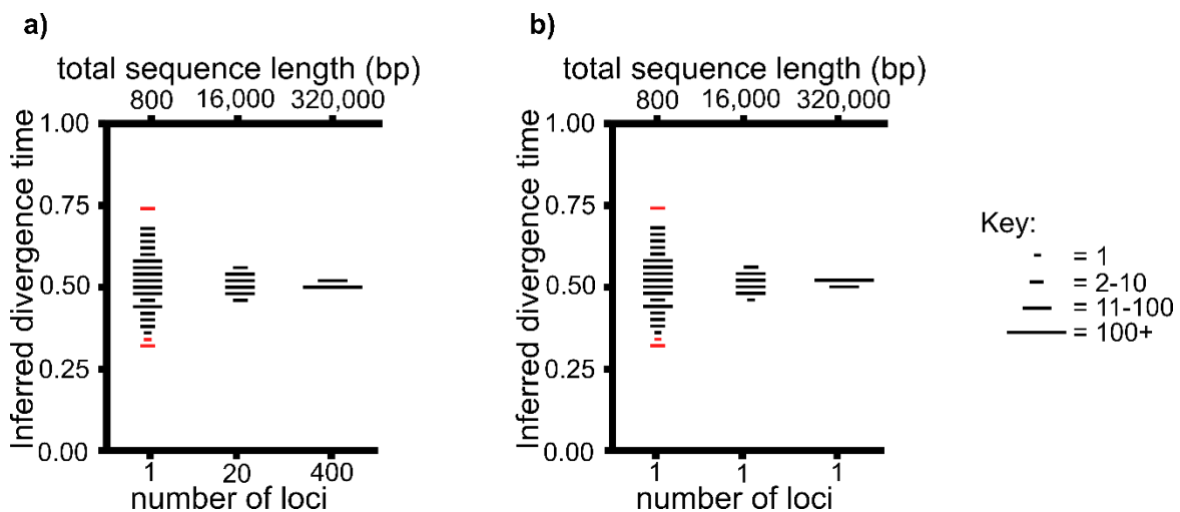 a)
total sequence length (bp)
800 16,000 320,000
Inferred divergence time
1.00
0.75
0.50
0.25
0.00
1 20 400
number of loci
b)
total sequence length (bp)
800 16,000 320,000
Inferred divergence time
1.00
0.75
0.50
0.25
0.00
1 1 1
number of loci
Key:
= 1
= 2-10
= 11-100
= 100+